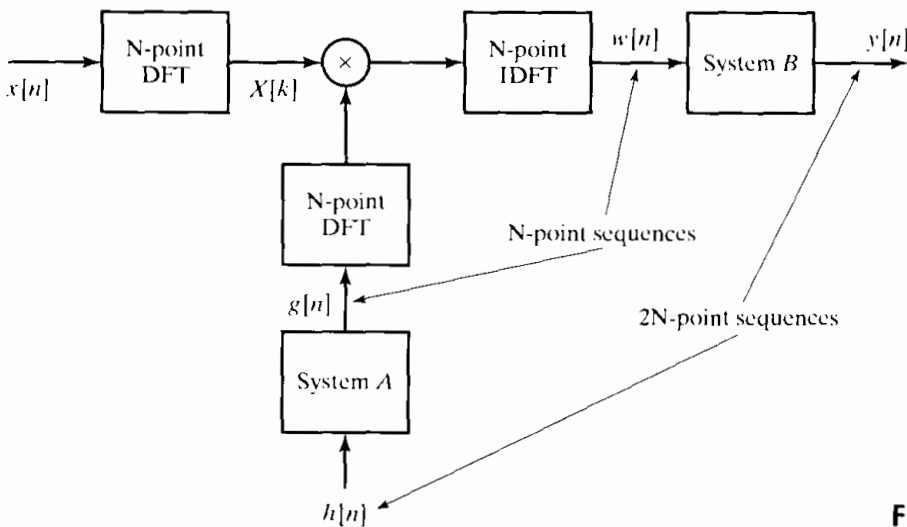 N-point
DFT
x[n]
X[k]
×
N-point
IDFT
w[n]
System B
y[n]
N-point
DFT
N-point sequences
g[n]
2N-point sequences
System A
h[n]
F